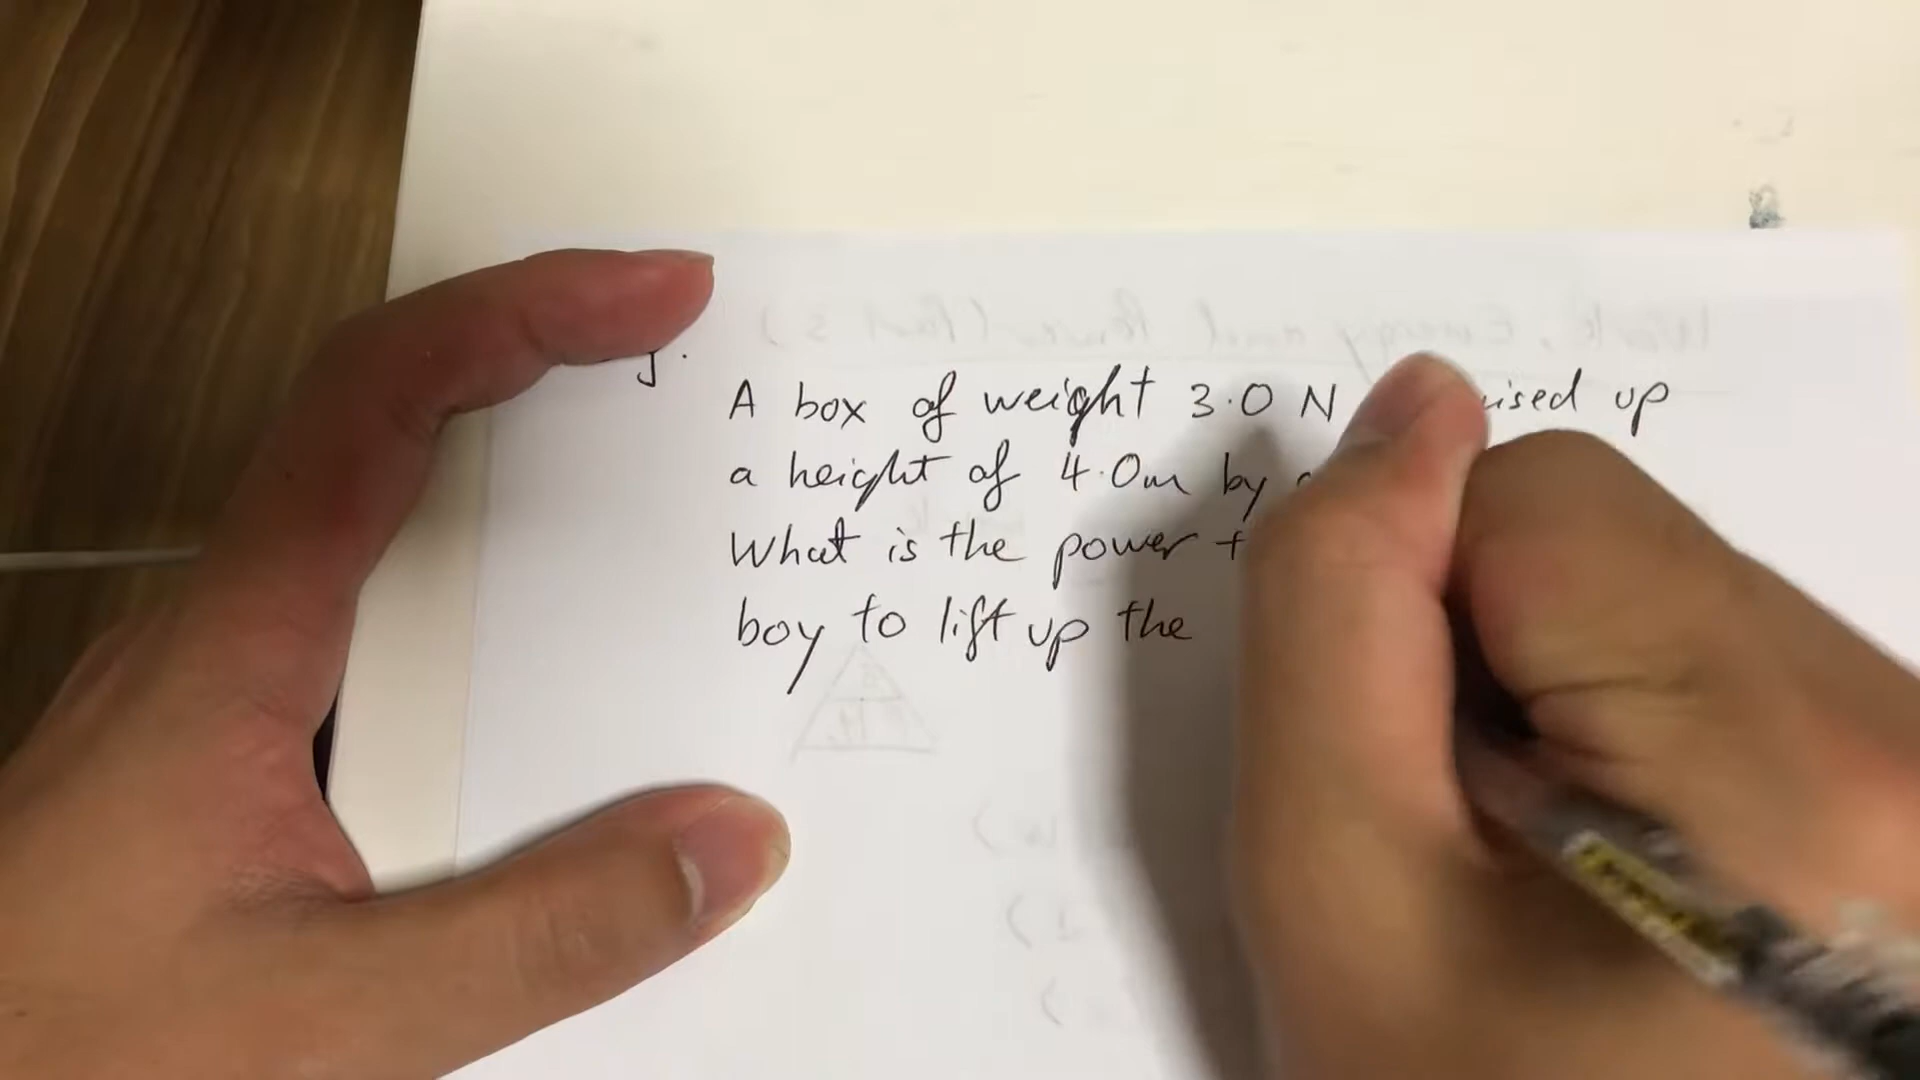 A box of weight 3.0 N up
a height of 4.0m by
What is the power
boy to lift up the